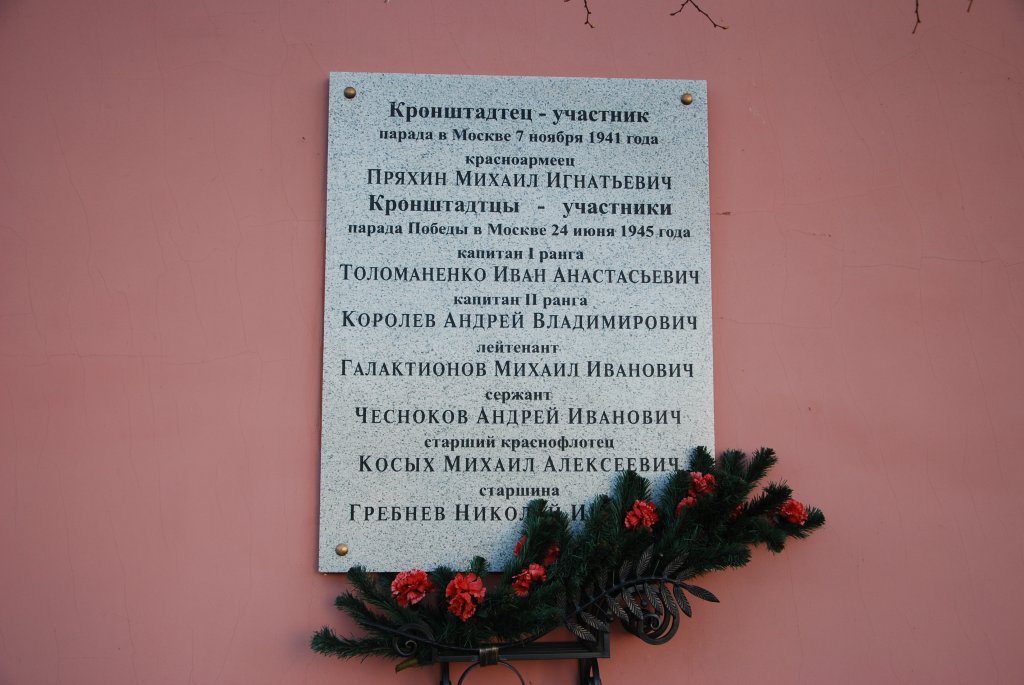 Кронштадтец - участник
парада в Москве 7 ноября 1941 года
красноармеец
Пряхин Михаил Игнатьевич
Кронштадтцы - участники
парада Победы в Москве 24 июня 1945 года
капитан I ранга
Толоманенко Иван Анастасьевич
капитан II ранга
Королев Андрей Владимирович
лейтенант
Галактионов Михаил Иванович
сержант
Чесноков Андрей Иванович
старший краснофлотец
Косых Михаил Алексеевич
старшина
Гребнев Николай